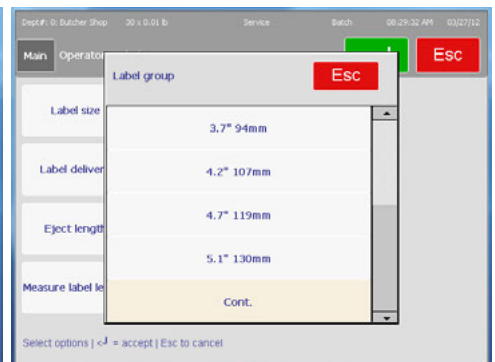 Dept#: 0: Butcher Shop 30 x 0.01 lb Service Batch 08:29:32 AM 03/27/12
Main Operator Esc
Label group Esc
Label size
3.7" 94mm
Label deliver
4.2" 107mm
Eject length
4.7" 119mm
5.1" 130mm
Measure label le
Cont.
Select options | <┘ = accept | Esc to cancel